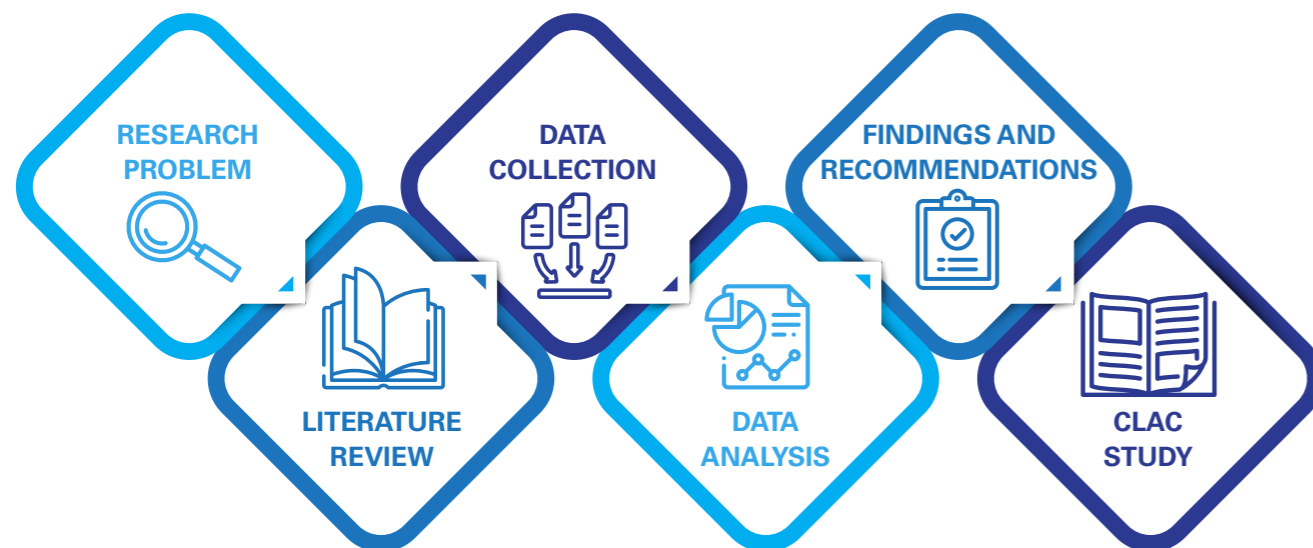 RESEARCH
PROBLEM
LITERATURE
REVIEW
DATA
COLLECTION
DATA
ANALYSIS
FINDINGS AND
RECOMMENDATIONS
CLAC
STUDY